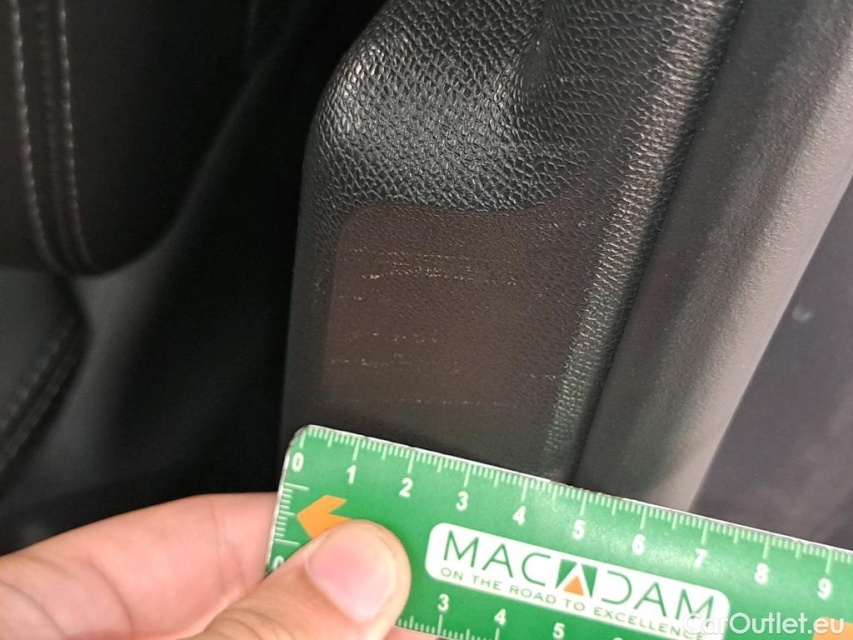 0 1 2 3 4 5 6 7 8 9
MACADAM
ON THE ROAD TO EXCELLENCE
3 4 5
CarOutlet.eu